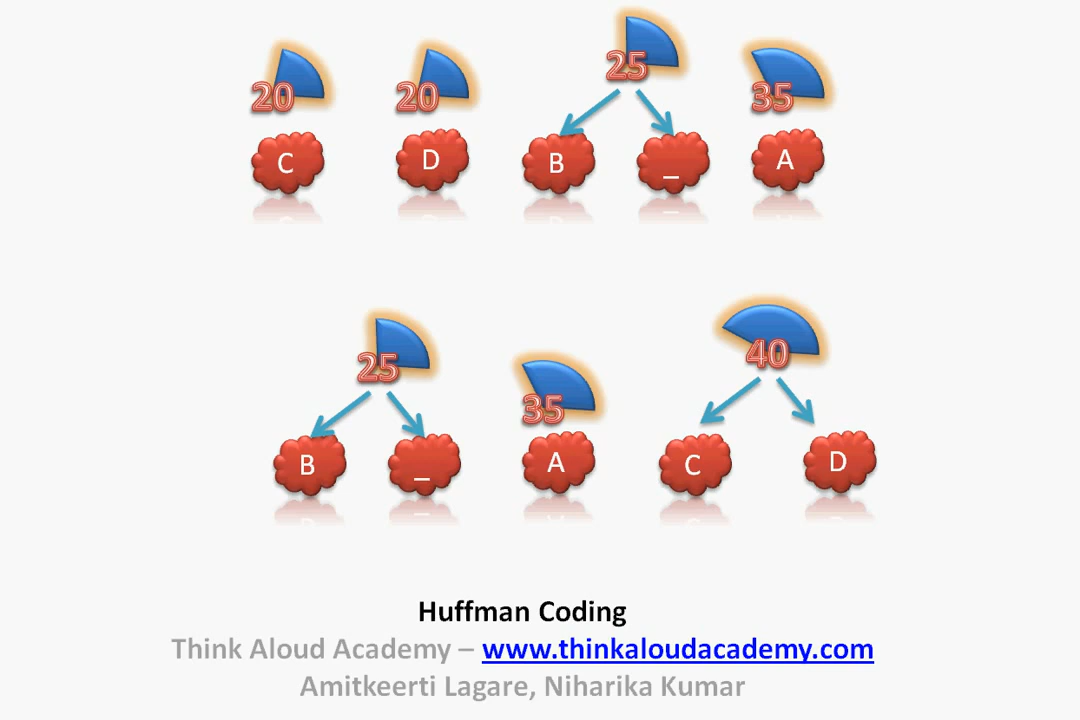 20 20 25 35
C D B _ A
25 35 40
B _ A C D
Huffman Coding
Think Aloud Academy – www.thinkaloudacademy.com
Amitkeerti Lagare, Niharika Kumar